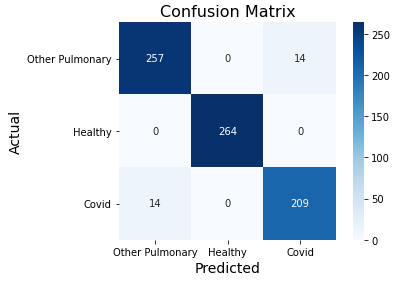 Confusion Matrix
Other Pulmonary 257 0 14
Healthy 0 264 0
Covid 14 0 209
Other Pulmonary Healthy Covid
Predicted
Actual
250
200
150
100
50
0